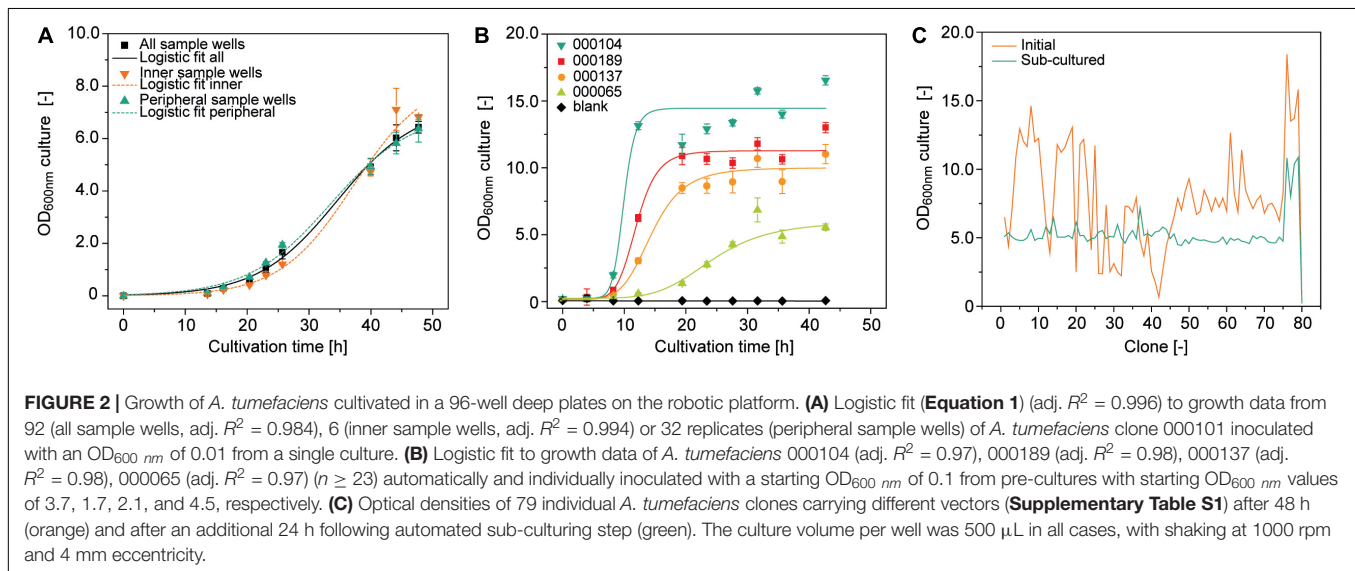 A
10.0
8.0
6.0
4.0
2.0
0
OD600nm culture [-]
All sample wells
Logistic fit all
Inner sample wells
Logistic fit inner
Peripheral sample wells
Logistic fit peripheral
0 10 20 30 40 50
Cultivation time [h]
B
000104
000189
000137
000065
blank
20.0
15.0
10.0
5.0
0
OD600nm culture [-]
0 10 20 30 40 50
Cultivation time [h]
C
Initial
Sub-cultured
20.0
15.0
10.0
5.0
0
OD600nm culture [-]
0 10 20 30 40 50 60 70 80
Clone [-]
FIGURE 2 | Growth of A. tumefaciens cultivated in a 96-well deep plates on the robotic platform. (A) Logistic fit (Equation 1) (adj. R² = 0.996) to growth data from
92 (all sample wells, adj. R² = 0.984), 6 (inner sample wells, adj. R² = 0.994) or 32 replicates (peripheral sample wells) of A. tumefaciens clone 000101 inoculated
with an OD600 nm of 0.01 from a single culture. (B) Logistic fit to growth data of A. tumefaciens 000104 (adj. R² = 0.97), 000189 (adj. R² = 0.98), 000137 (adj.
R² = 0.98), 000065 (adj. R² = 0.97) (n ≥ 23) automatically and individually inoculated with a starting OD600 nm of 0.1 from pre-cultures with starting OD600 nm values
of 3.7, 1.7, 2.1, and 4.5, respectively. (C) Optical densities of 79 individual A. tumefaciens clones carrying different vectors (Supplementary Table S1) after 48 h
(orange) and after an additional 24 h following automated sub-culturing step (green). The culture volume per well was 500 μL in all cases, with shaking at 1000 rpm
and 4 mm eccentricity.